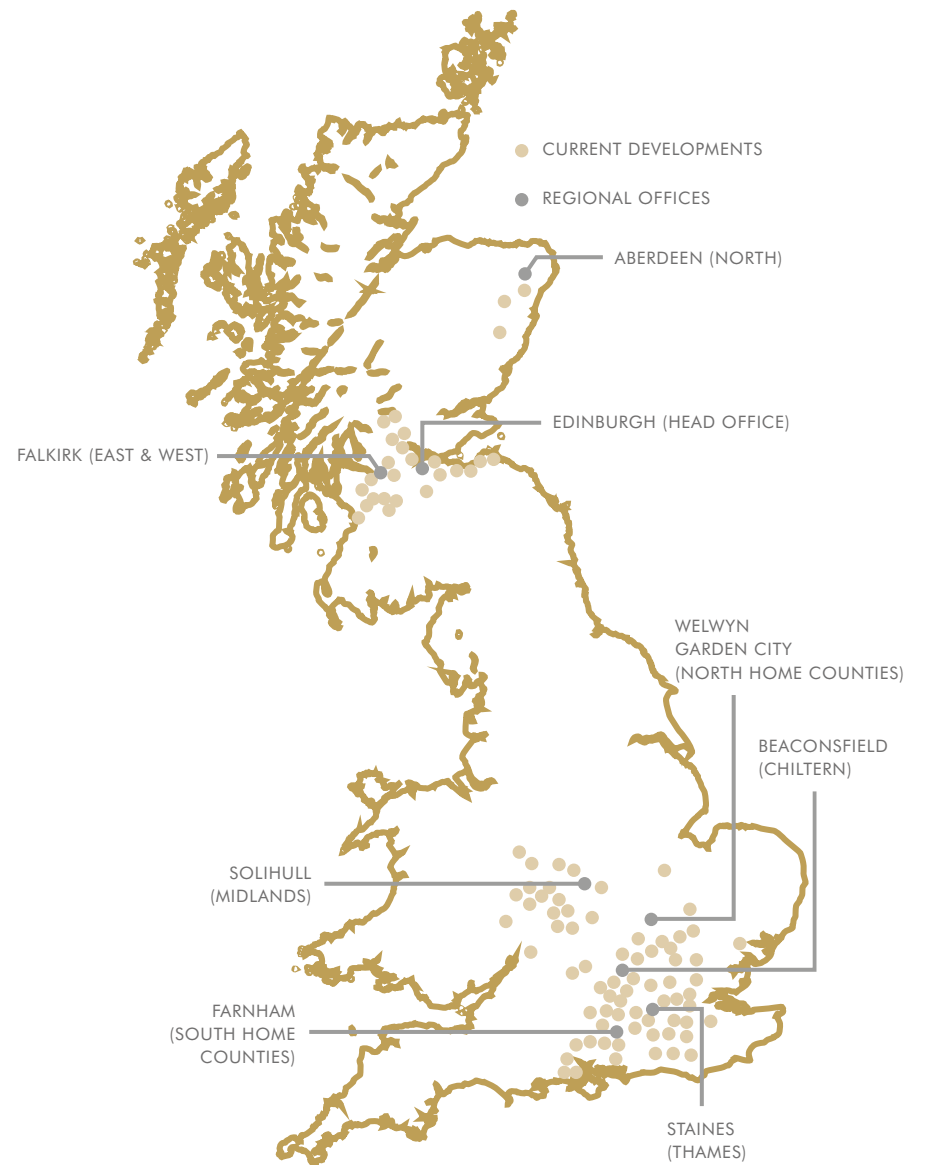 CURRENT DEVELOPMENTS
REGIONAL OFFICES
ABERDEEN (NORTH)
EDINBURGH (HEAD OFFICE)
FALKIRK (EAST & WEST)
WELWYN
GARDEN CITY
(NORTH HOME COUNTIES)
BEACONSFIELD
(CHILTERN)
SOLIHULL
(MIDLANDS)
FARNHAM
(SOUTH HOME
COUNTIES)
STAINES
(THAMES)